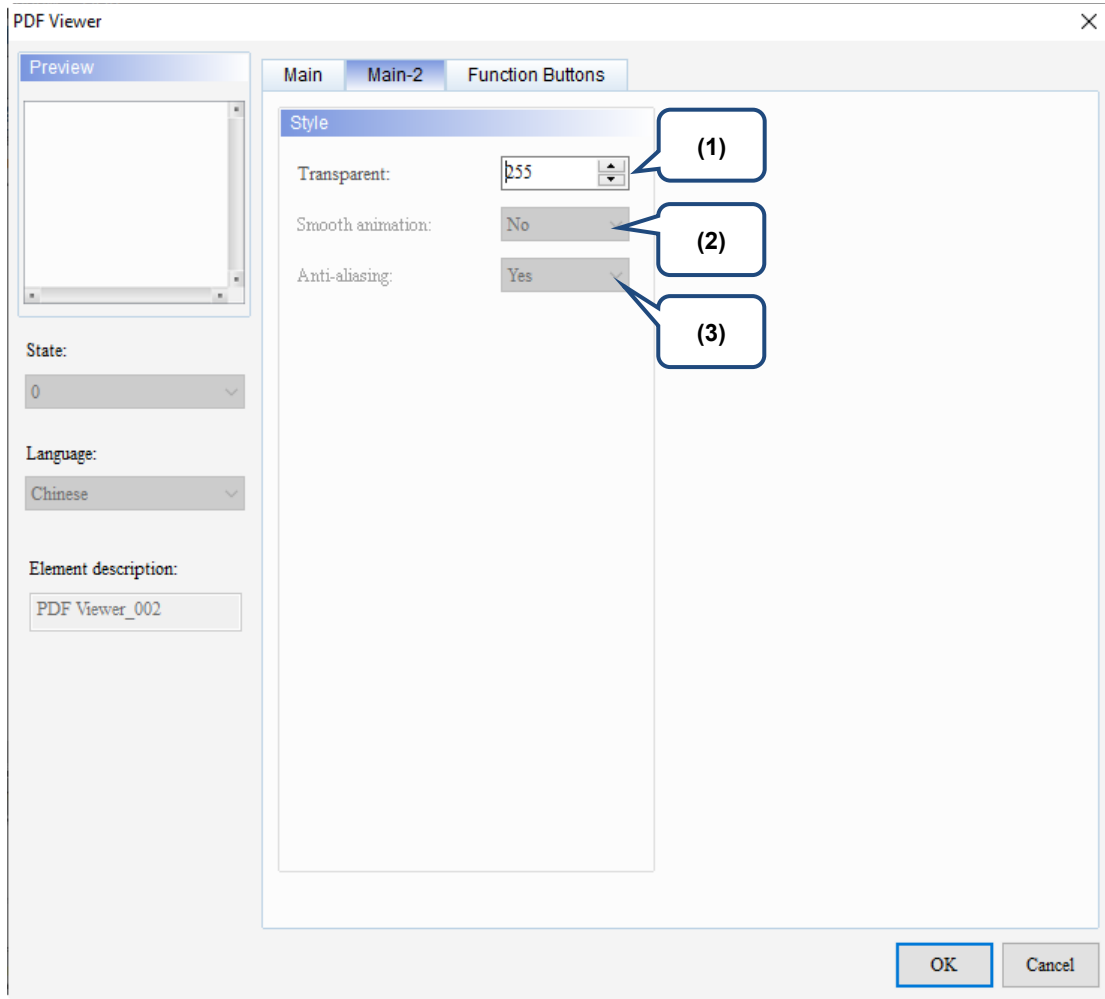 PDF Viewer
Preview
Main Main-2 Function Buttons
Style
Transparent: 255
(1)
Smooth animation: No
(2)
Anti-aliasing: Yes
(3)
State:
0
Language:
Chinese
Element description:
PDF Viewer_002
OK Cancel